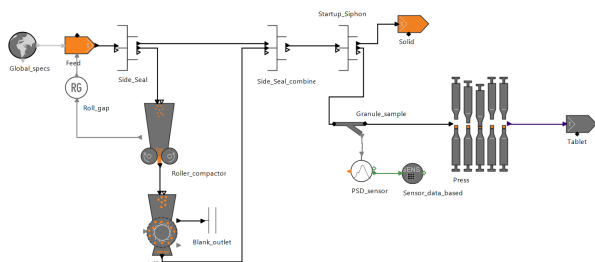 Startup_Siphon
Solid
Global_specs
Feed
Side_Seal
Side_Seal_combine
RG
Roll_gap
Granule_sample
Roller_compactor
Press
Tablet
PSD_sensor
SENS
Sensor_data_based
Blank_outlet